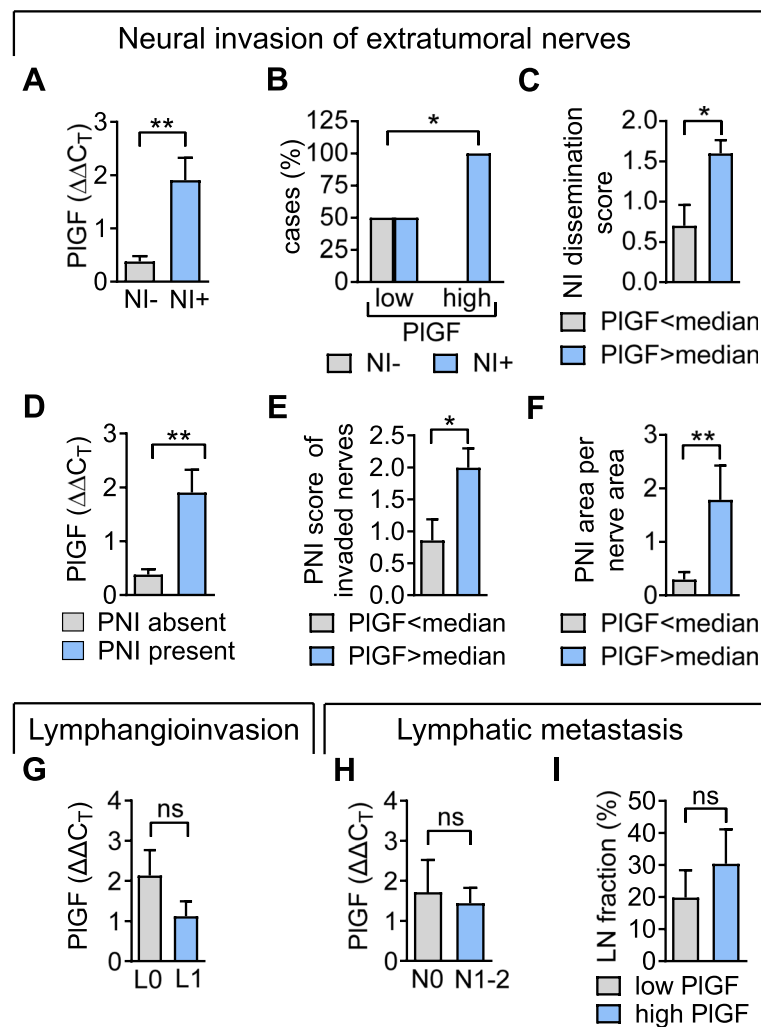 Neural invasion of extratumoral nerves
A
PlGF (ΔΔCT)
3
2
1
0
**
NI- NI+
B
cases (%)
125
100
75
50
25
0
*
low high
PlGF
NI- NI+
C
NI dissemination
score
2.0
1.5
1.0
0.5
0.0
*
PlGF<median
PlGF>median
D
PlGF (ΔΔCT)
3
2
1
0
**
PNI absent
PNI present
E
PNI score of
invaded nerves
2.5
2.0
1.5
1.0
0.5
0.0
*
PlGF<median
PlGF>median
F
PNI area per
nerve area
3
2
1
0
**
PlGF<median
PlGF>median
Lymphangioinvasion
G
PlGF (ΔΔCT)
4
3
2
1
0
ns
L0 L1
Lymphatic metastasis
H
PlGF (ΔΔCT)
4
3
2
1
0
ns
N0 N1-2
I
LN fraction (%)
50
40
30
20
10
0
ns
low PlGF
high PlGF